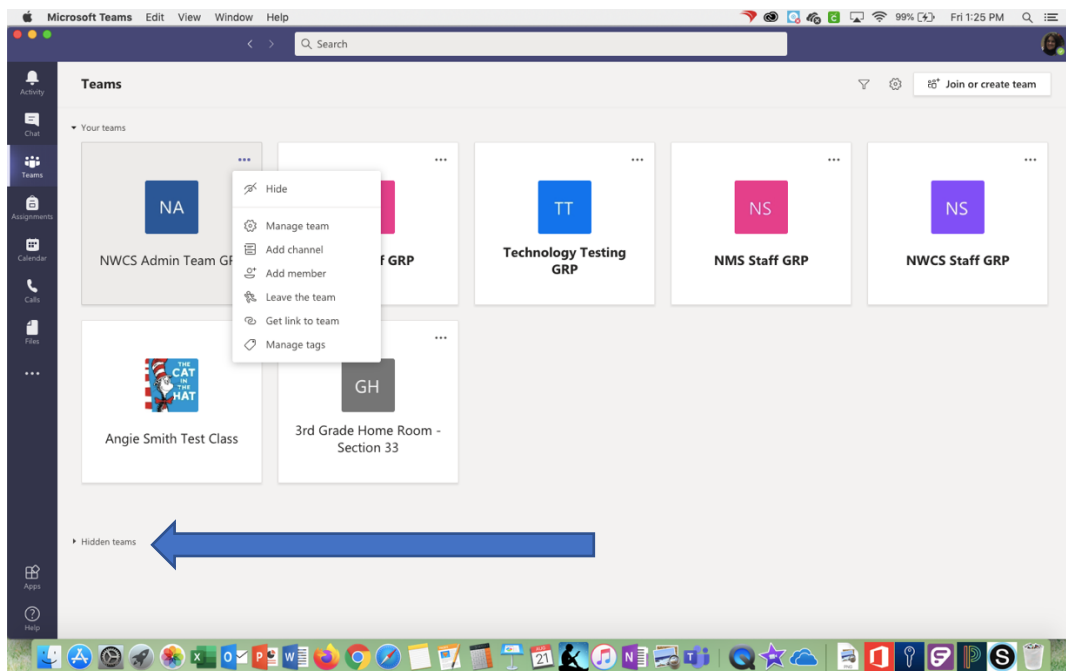 Microsoft Teams Edit View Window Help
99% Fri 1:25 PM
Search
Activity
Chat
Teams
Assignments
Calendar
Calls
Files
Apps
Help
Teams
Join or create team
Your teams
NA
NWCS Admin Team GR
Hide
Manage team
Add channel
Add member
Leave the team
Get link to team
Manage tags
f GRP
TT
Technology Testing
GRP
NS
NMS Staff GRP
NS
NWCS Staff GRP
THE
CAT
IN
THE
HAT
Angie Smith Test Class
GH
3rd Grade Home Room -
Section 33
Hidden teams
AUG
21